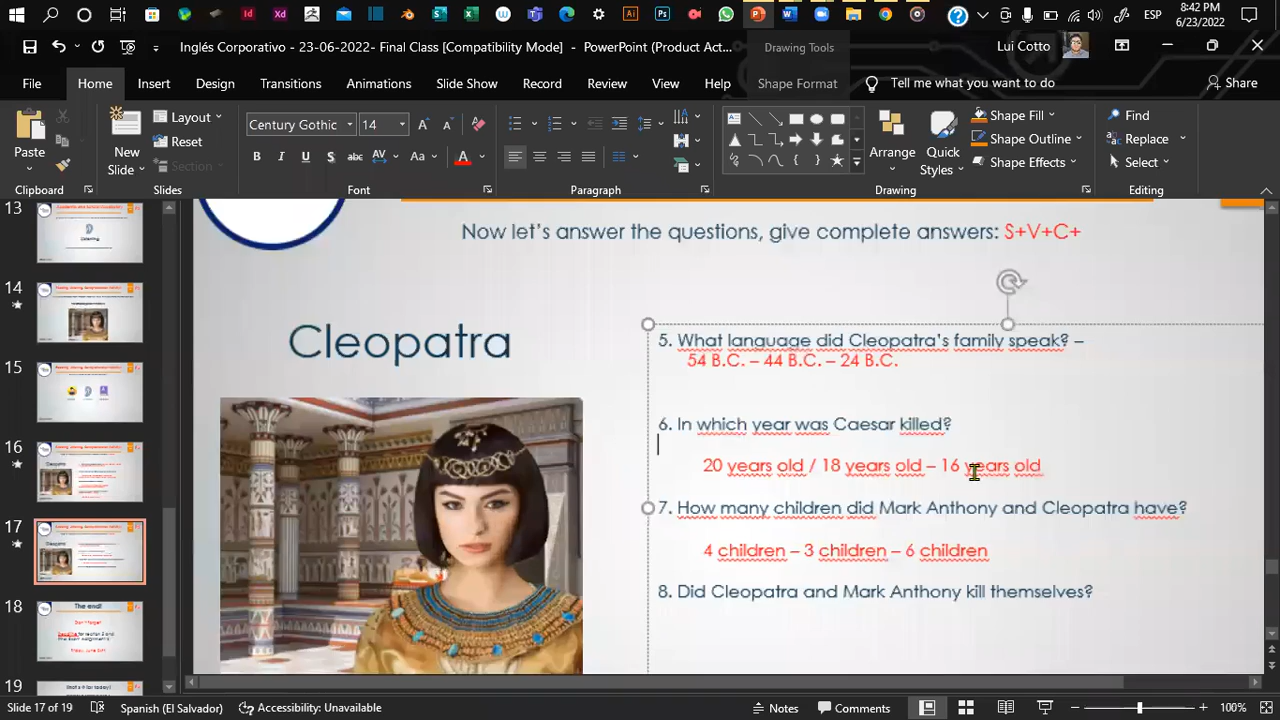 8:42 PM
ESP
6/23/2022
Inglés Corporativo - 23-06-2022- Final Class [Compatibility Mode] - PowerPoint (Product Act...
Drawing Tools
Lui Cotto
File
Home
Insert
Design
Transitions
Animations
Slide Show
Record
Review
View
Help
Shape Format
Tell me what you want to do
Share
Paste
Clipboard
New
Slide
Layout
Reset
Section
Slides
Century Gothic
14
Font
Paragraph
Arrange
Quick
Styles
Shape Fill
Shape Outline
Shape Effects
Drawing
Find
Replace
Select
Editing
13
14
15
16
17
18
The end!
19
Now let's answer the questions, give complete answers: S+V+C+
Cleopatra
5. What language did Cleopatra's family speak? –
54 B.C. – 44 B.C. – 24 B.C.
6. In which year was Caesar killed?
20 years old / 18 years old – 16 years old
7. How many children did Mark Anthony and Cleopatra have?
4 children – 3 children – 6 children
8. Did Cleopatra and Mark Anthony kill themselves?
Slide 17 of 19
Spanish (El Salvador)
Accessibility: Unavailable
Notes
Comments
100%